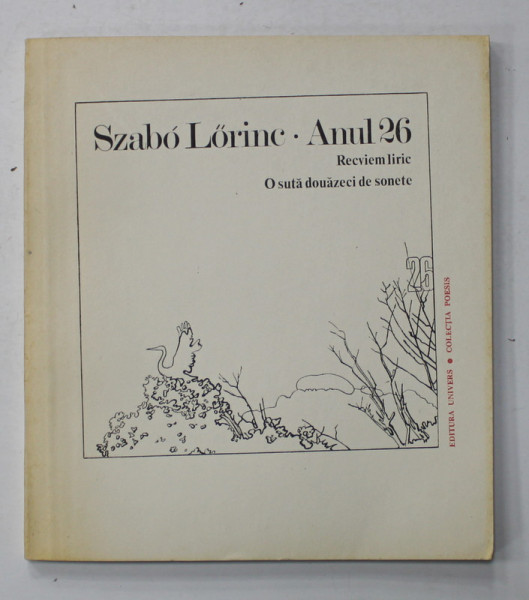 Szabó Lőrinc · Anul 26
Recviem liric
O sută douăzeci de sonete
26
EDITURA UNIVERS ● COLECȚIA POESIS